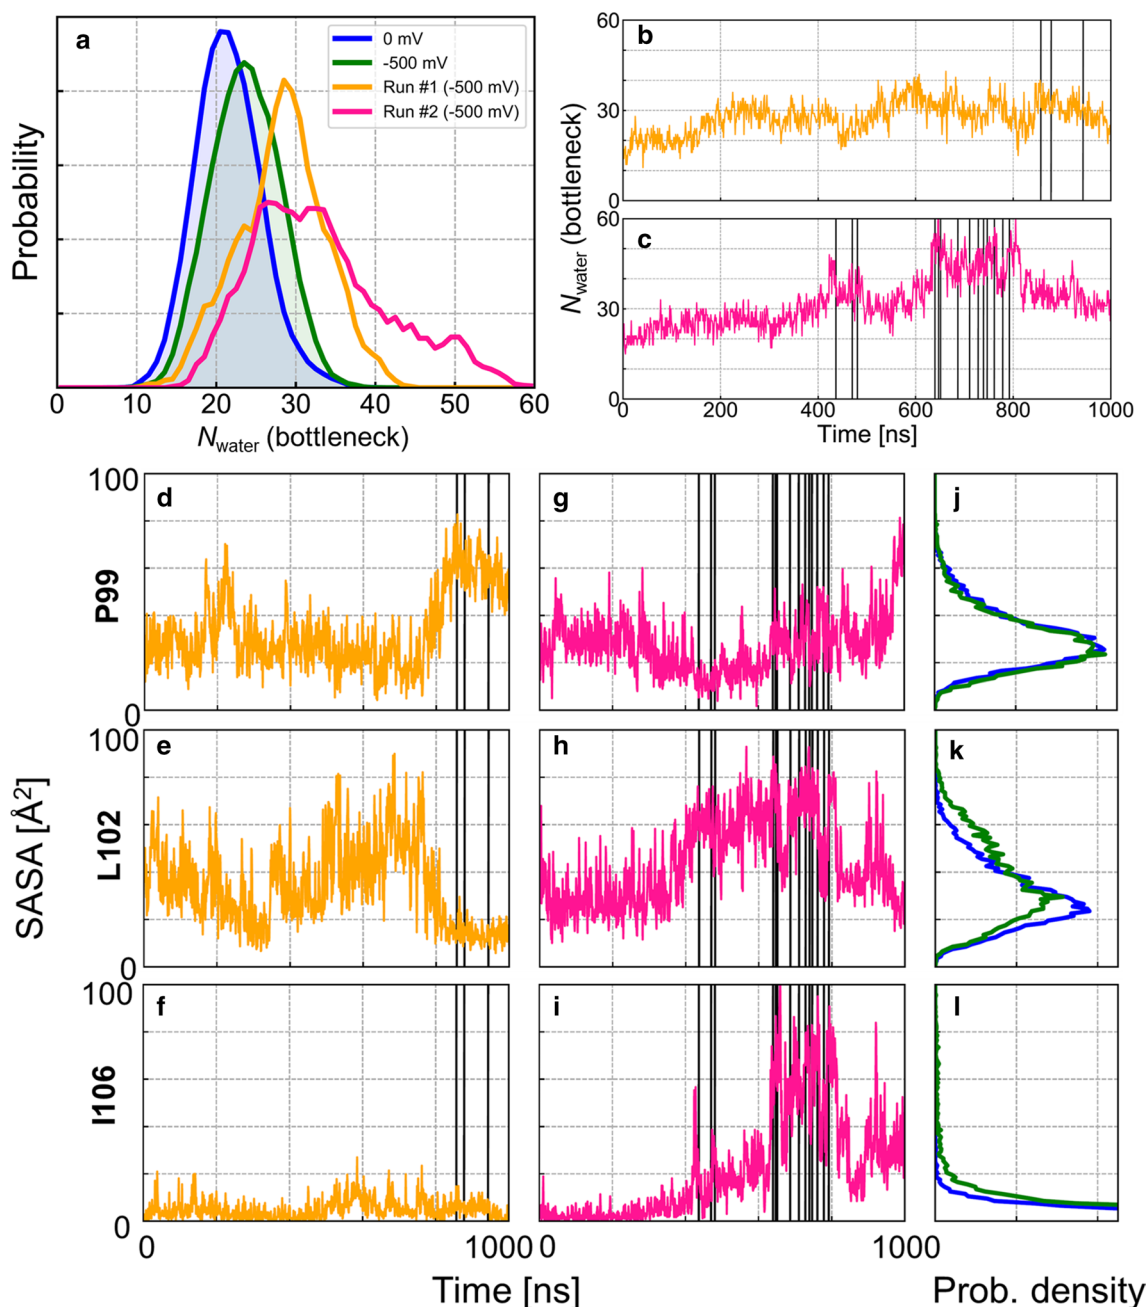 a
0 mV
-500 mV
Run #1 (-500 mV)
Run #2 (-500 mV)
Probability
0 10 20 30 40 50 60
Nwater (bottleneck)
b
60
30
0
c
60
30
0
Nwater (bottleneck)
0 200 400 600 800 1000
Time [ns]
d
g
j
100
0
P99
e
h
k
100
0
L102
SASA [Å²]
f
i
l
100
0
I106
0 1000 0 1000
Time [ns]
Prob. density